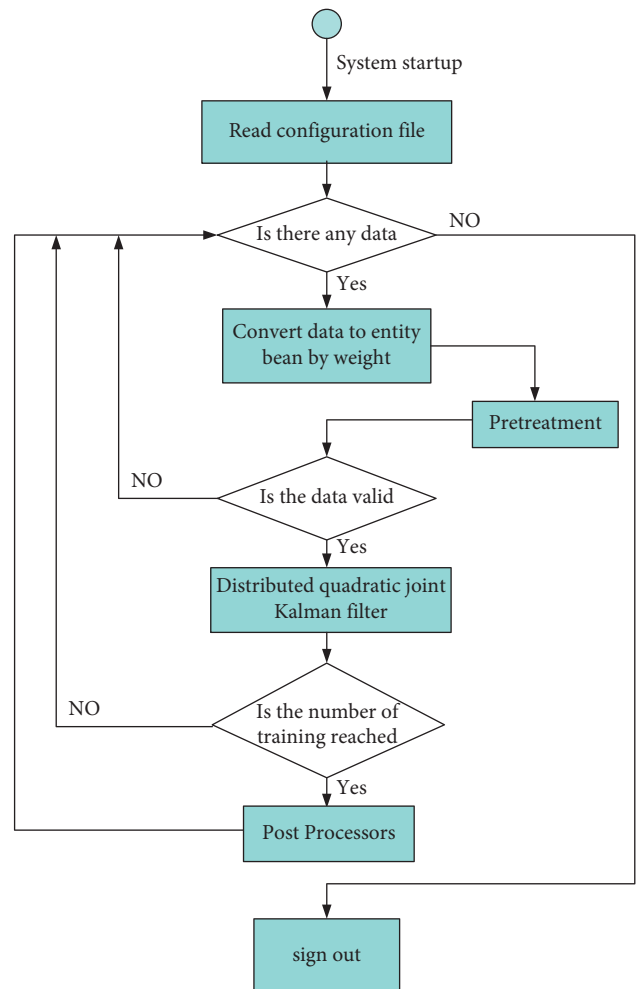 System startup
Read configuration file
Is there any data
NO
Yes
Convert data to entity
bean by weight
Pretreatment
NO
Is the data valid
Yes
Distributed quadratic joint
Kalman filter
NO
Is the number of
training reached
Yes
Post Processors
sign out